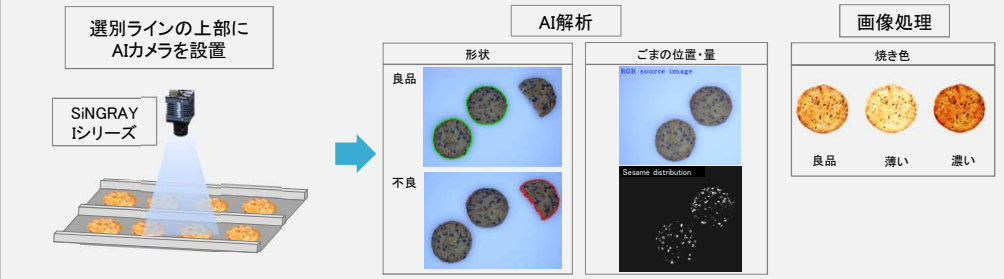 選別ラインの上部に
AIカメラを設置
SiNGRAY
Iシリーズ
AI解析
形状
良品
不良
ごまの位置・量
RGB source image
Sesame distribution
画像処理
焼き色
良品
薄い
濃い